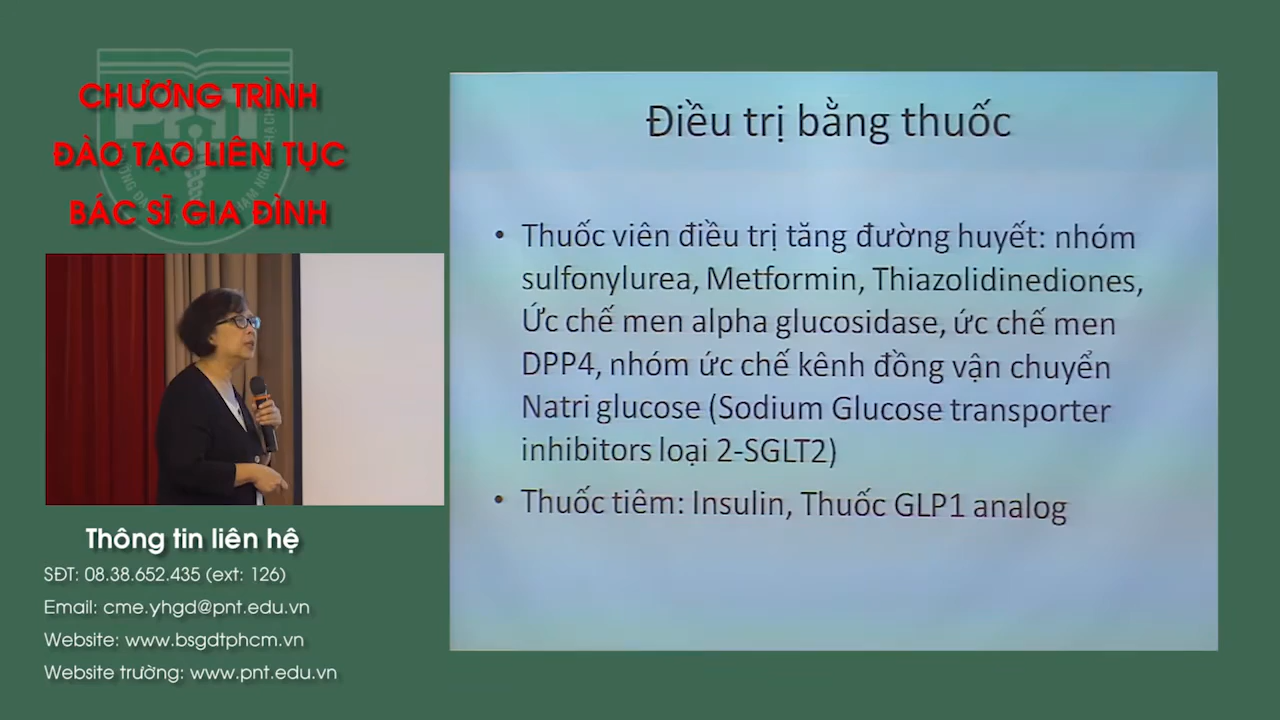 CHƯƠNG TRÌNH
ĐÀO TẠO LIÊN TỤC
BÁC SĨ GIA ĐÌNH
Điều trị bằng thuốc
• Thuốc viên điều trị tăng đường huyết: nhóm
sulfonylurea, Metformin, Thiazolidinediones,
Ức chế men alpha glucosidase, ức chế men
DPP4, nhóm ức chế kênh đồng vận chuyển
Natri glucose (Sodium Glucose transporter
inhibitors loại 2-SGLT2)
• Thuốc tiêm: Insulin, Thuốc GLP1 analog
Thông tin liên hệ
SĐT: 08.38.652.435 (ext: 126)
Email: cme.yhgd@pnt.edu.vn
Website: www.bsgdtphcm.vn
Website trường: www.pnt.edu.vn